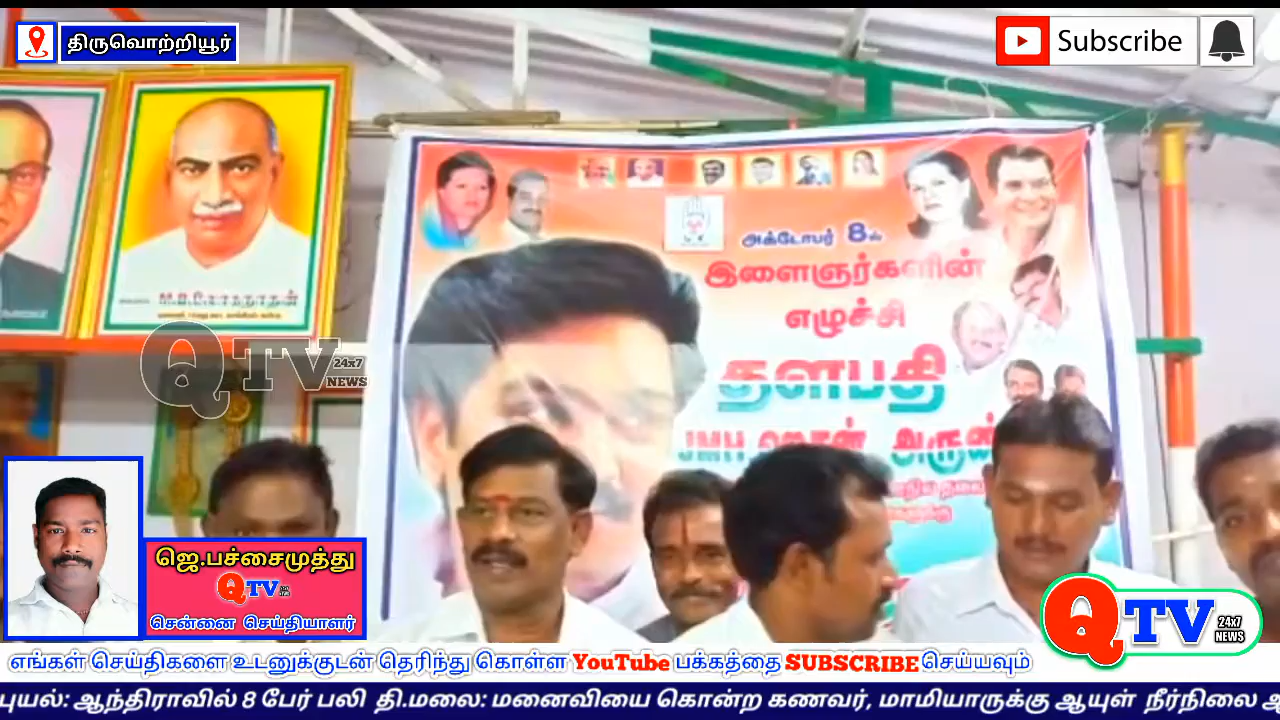 திருவொற்றியூர்
Subscribe
அக்டோபர் 8ல்
இளைஞர்களின்
எழுச்சி
தளபதி
QTV 24x7 NEWS
ஜெ.பச்சைமுத்து
QTV
சென்னை செய்தியாளர்
QTV 24x7 NEWS
எங்கள் செய்திகளை உடனுக்குடன் தெரிந்து கொள்ள YouTube பக்கத்தை SUBSCRIBE செய்யவும்
புயல்: ஆந்திராவில் 8 பேர் பலி தி.மலை: மனைவியை கொன்ற கணவர், மாமியாருக்கு ஆயுள் நீர்நிலை